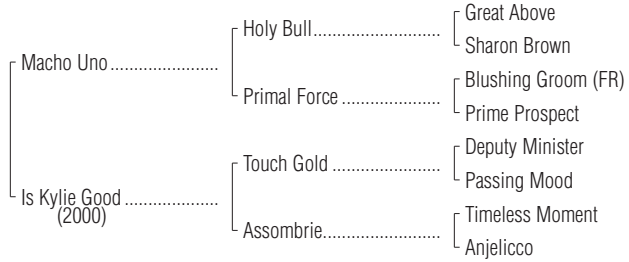 Great Above
Holy Bull
Sharon Brown
Macho Uno
Blushing Groom (FR)
Primal Force
Prime Prospect
Deputy Minister
Touch Gold
Passing Mood
Is Kylie Good
(2000)
Timeless Moment
Assombrie
Anjelicco